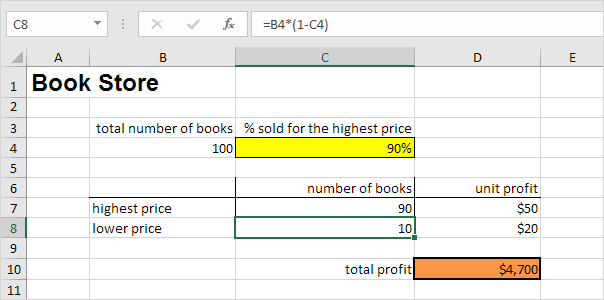 C8 fx =B4*(1-C4)
A B C D E
1 Book Store
2
3 total number of books % sold for the highest price
4 100 90%
5
6 number of books unit profit
7 highest price 90 $50
8 lower price 10 $20
9
10 total profit $4,700
11